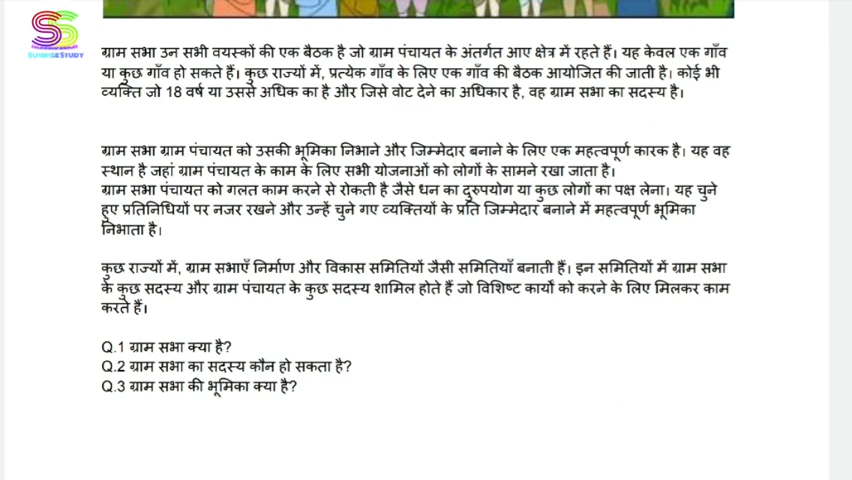 SUNRISESTUDY
ग्राम सभा उन सभी वयस्कों की एक बैठक है जो ग्राम पंचायत के अंतर्गत आए क्षेत्र में रहते हैं। यह केवल एक गाँव
या कुछ गाँव हो सकते हैं। कुछ राज्यों में, प्रत्येक गाँव के लिए एक गाँव की बैठक आयोजित की जाती है। कोई भी
व्यक्ति जो 18 वर्ष या उससे अधिक का है और जिसे वोट देने का अधिकार है, वह ग्राम सभा का सदस्य है।
ग्राम सभा ग्राम पंचायत को उसकी भूमिका निभाने और जिम्मेदार बनाने के लिए एक महत्वपूर्ण कारक है। यह वह
स्थान है जहां ग्राम पंचायत के काम के लिए सभी योजनाओं को लोगों के सामने रखा जाता है।
ग्राम सभा पंचायत को गलत काम करने से रोकती है जैसे धन का दुरुपयोग या कुछ लोगों का पक्ष लेना। यह चुने
हुए प्रतिनिधियों पर नजर रखने और उन्हें चुने गए व्यक्तियों के प्रति जिम्मेदार बनाने में महत्वपूर्ण भूमिका
निभाता है।
कुछ राज्यों में, ग्राम सभाएँ निर्माण और विकास समितियों जैसी समितियाँ बनाती हैं। इन समितियों में ग्राम सभा
के कुछ सदस्य और ग्राम पंचायत के कुछ सदस्य शामिल होते हैं जो विशिष्ट कार्यों को करने के लिए मिलकर काम
करते हैं।
Q.1 ग्राम सभा क्या है?
Q.2 ग्राम सभा का सदस्य कौन हो सकता है?
Q.3 ग्राम सभा की भूमिका क्या है?